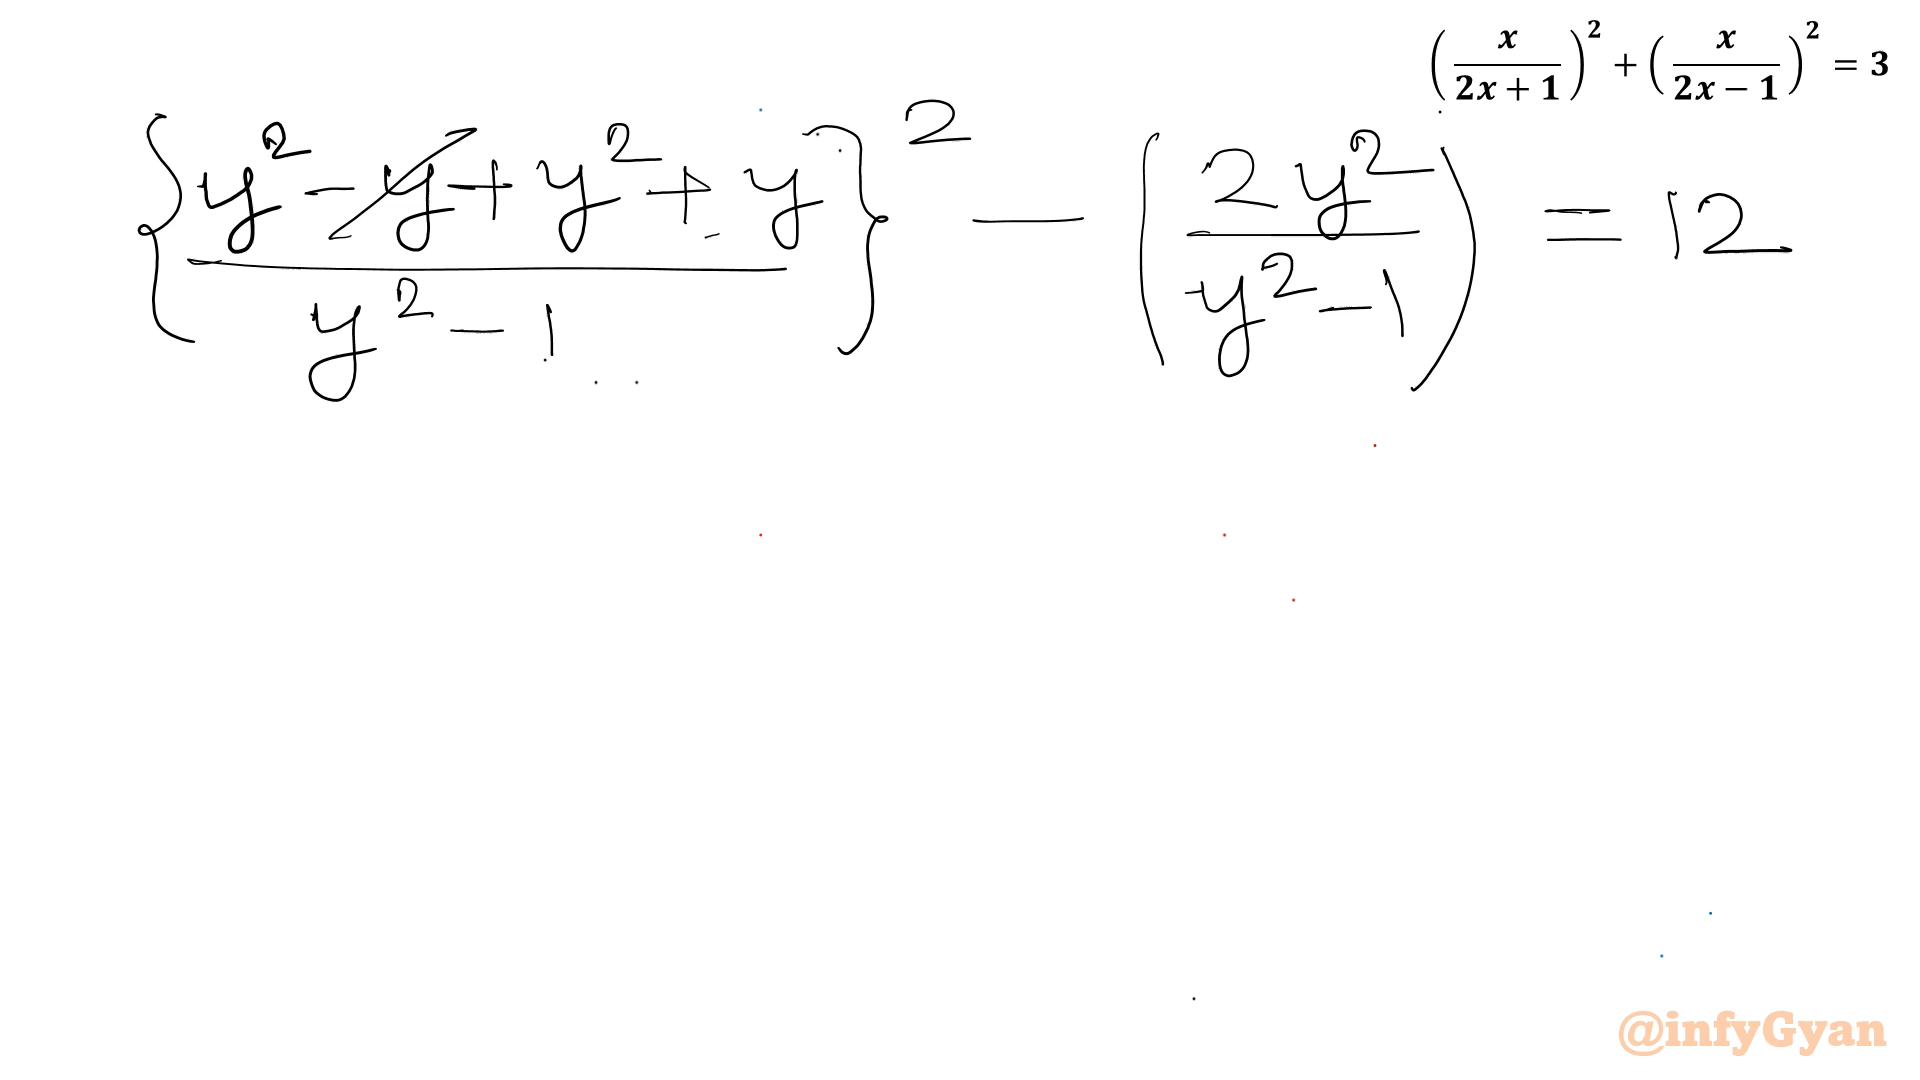 (x/(2x + 1))² + (x/(2x − 1))² = 3
{(y² − y + y² + y)/(y² − 1)}² − (2y²/(y² − 1)) = 12
@infyGyan